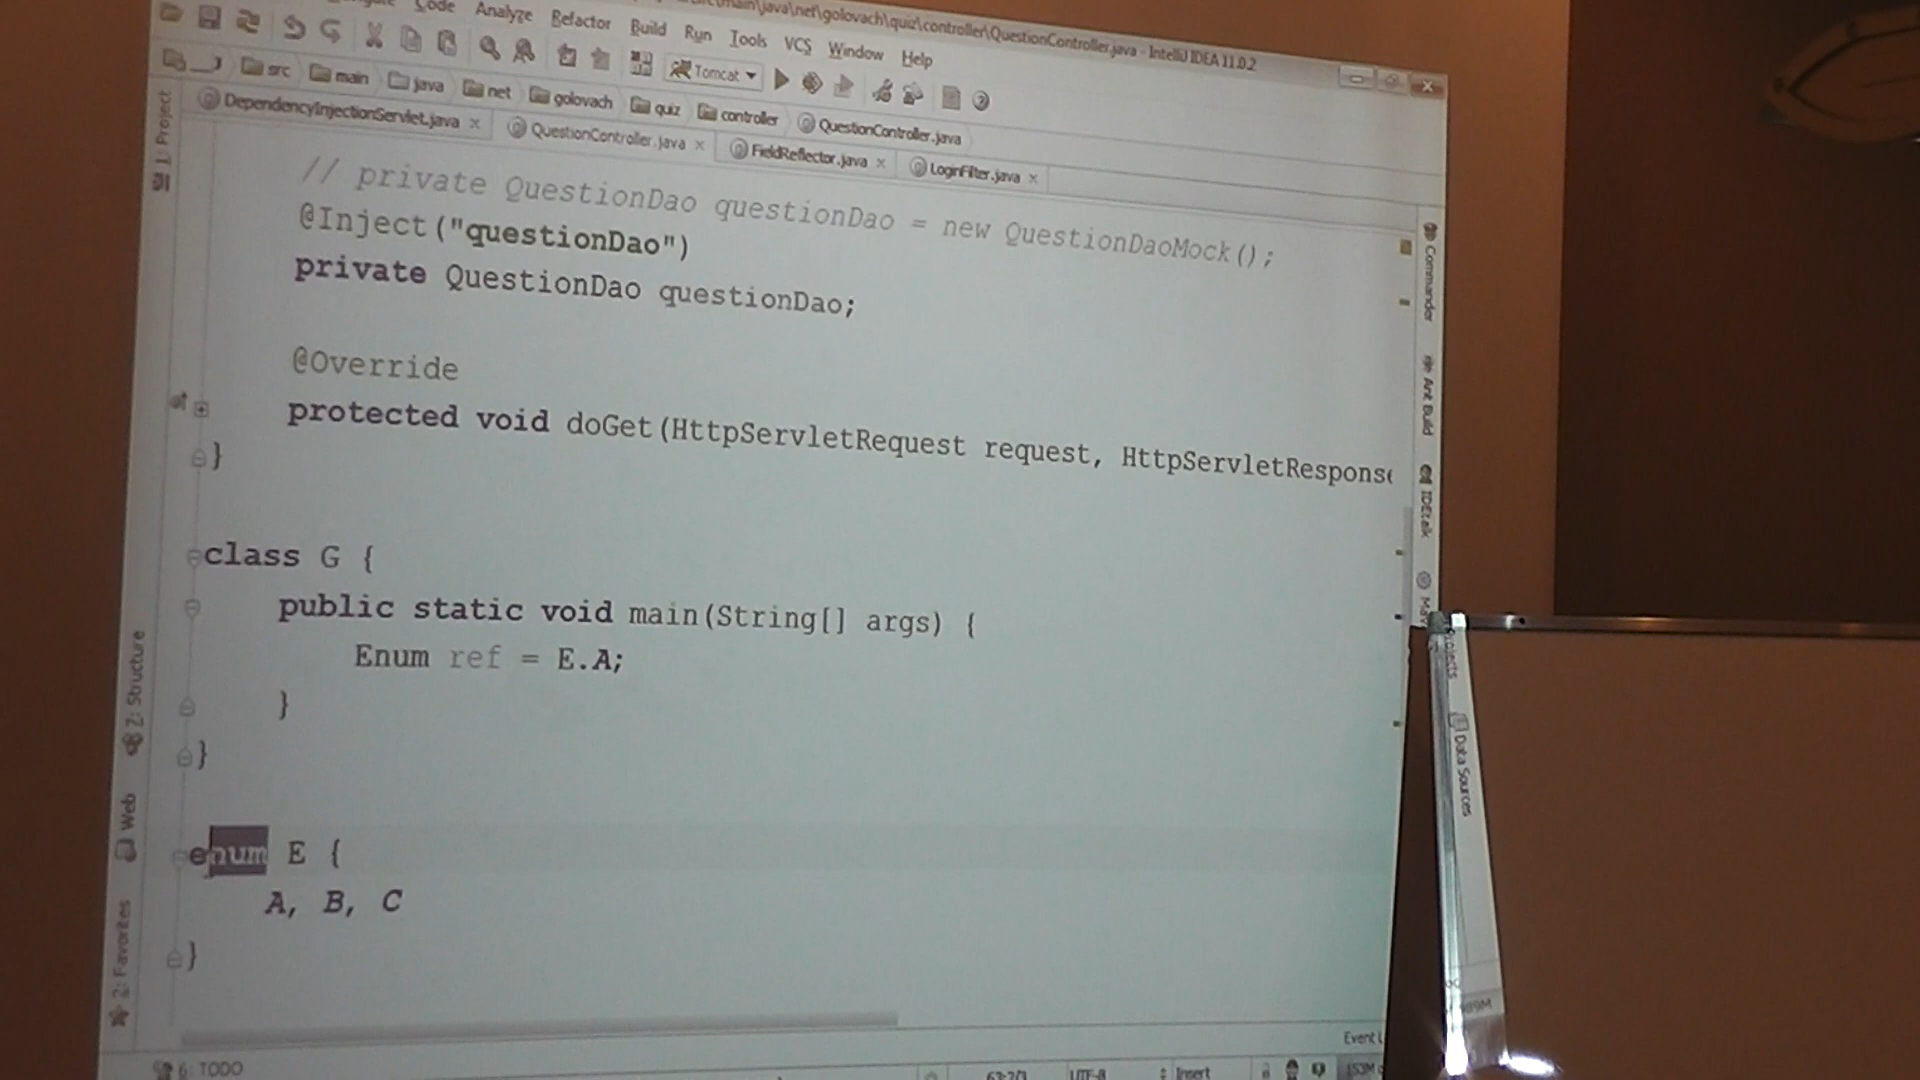 \main\java\net\golovach\quiz\controller\QuestionController.java - IntelliJ IDEA 11.0.2
Code Analyze Refactor Build Run Tools VCS Window Help
Tomcat
src main java net golovach quiz controller QuestionController.java
DependencyInjectionServlet.java QuestionController.java FieldReflector.java LoginFilter.java
// private QuestionDao questionDao = new QuestionDaoMock();
@Inject("questionDao")
private QuestionDao questionDao;
@Override
protected void doGet(HttpServletRequest request, HttpServletResponse
}
class G {
public static void main(String[] args) {
Enum ref = E.A;
}
}
enum E {
A, B, C
}
1: Project
Z: Structure
Web
2: Favorites
Commander
Ant Build
IDEtalk
Data Sources
6: TODO
UTF-8
Insert